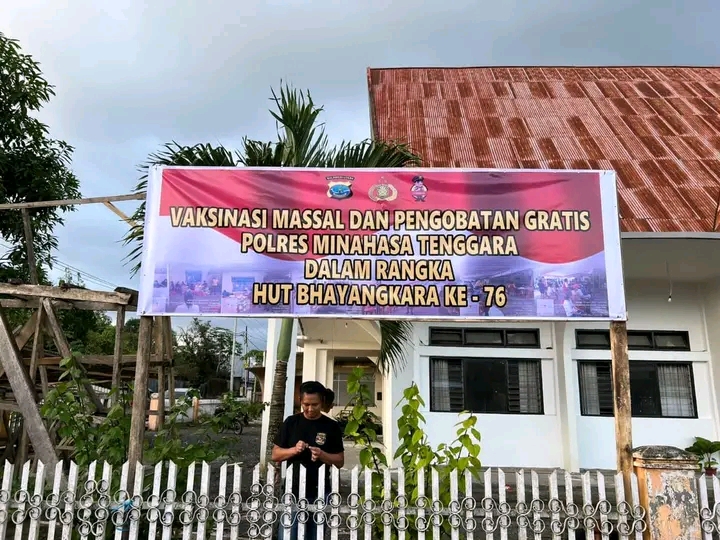 VAKSINASI MASSAL DAN PENGOBATAN GRATIS
POLRES MINAHASA TENGGARA
DALAM RANGKA
HUT BHAYANGKARA KE - 76